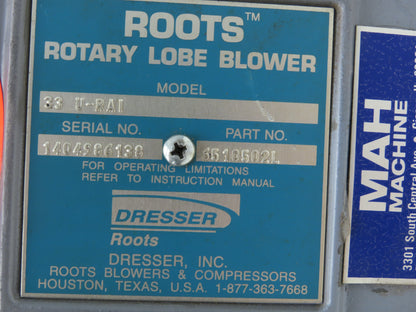 ROOTS™
ROTARY LOBE BLOWER
MODEL
33 U-RAI
SERIAL NO. PART NO.
FOR OPERATING LIMITATIONS
REFER TO INSTRUCTION MANUAL
DRESSER
Roots
DRESSER, INC.
ROOTS BLOWERS & COMPRESSORS
HOUSTON, TEXAS, U.S.A. 1-877-363-7668
MAH
MACHINE
3301 South Central Ave.